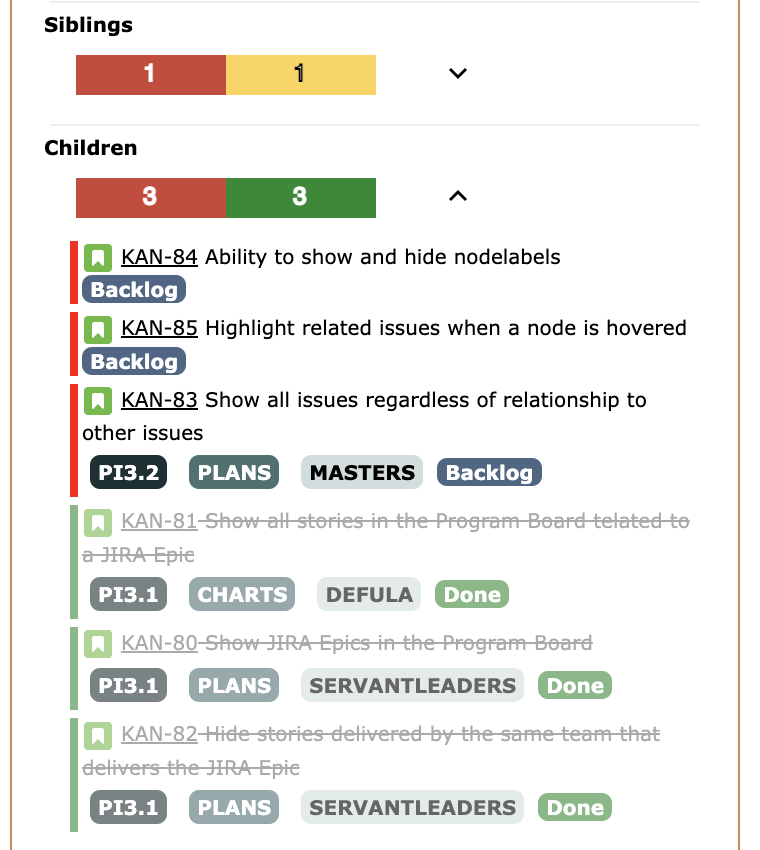 Siblings
1 1
Children
3 3
KAN-84 Ability to show and hide nodelabels
Backlog
KAN-85 Highlight related issues when a node is hovered
Backlog
KAN-83 Show all issues regardless of relationship to
other issues
PI3.2 PLANS MASTERS Backlog
KAN-81 Show all stories in the Program Board telated to
a JIRA Epic
PI3.1 CHARTS DEFULA Done
KAN-80 Show JIRA Epics in the Program Board
PI3.1 PLANS SERVANTLEADERS Done
KAN-82 Hide stories delivered by the same team that
delivers the JIRA Epic
PI3.1 PLANS SERVANTLEADERS Done